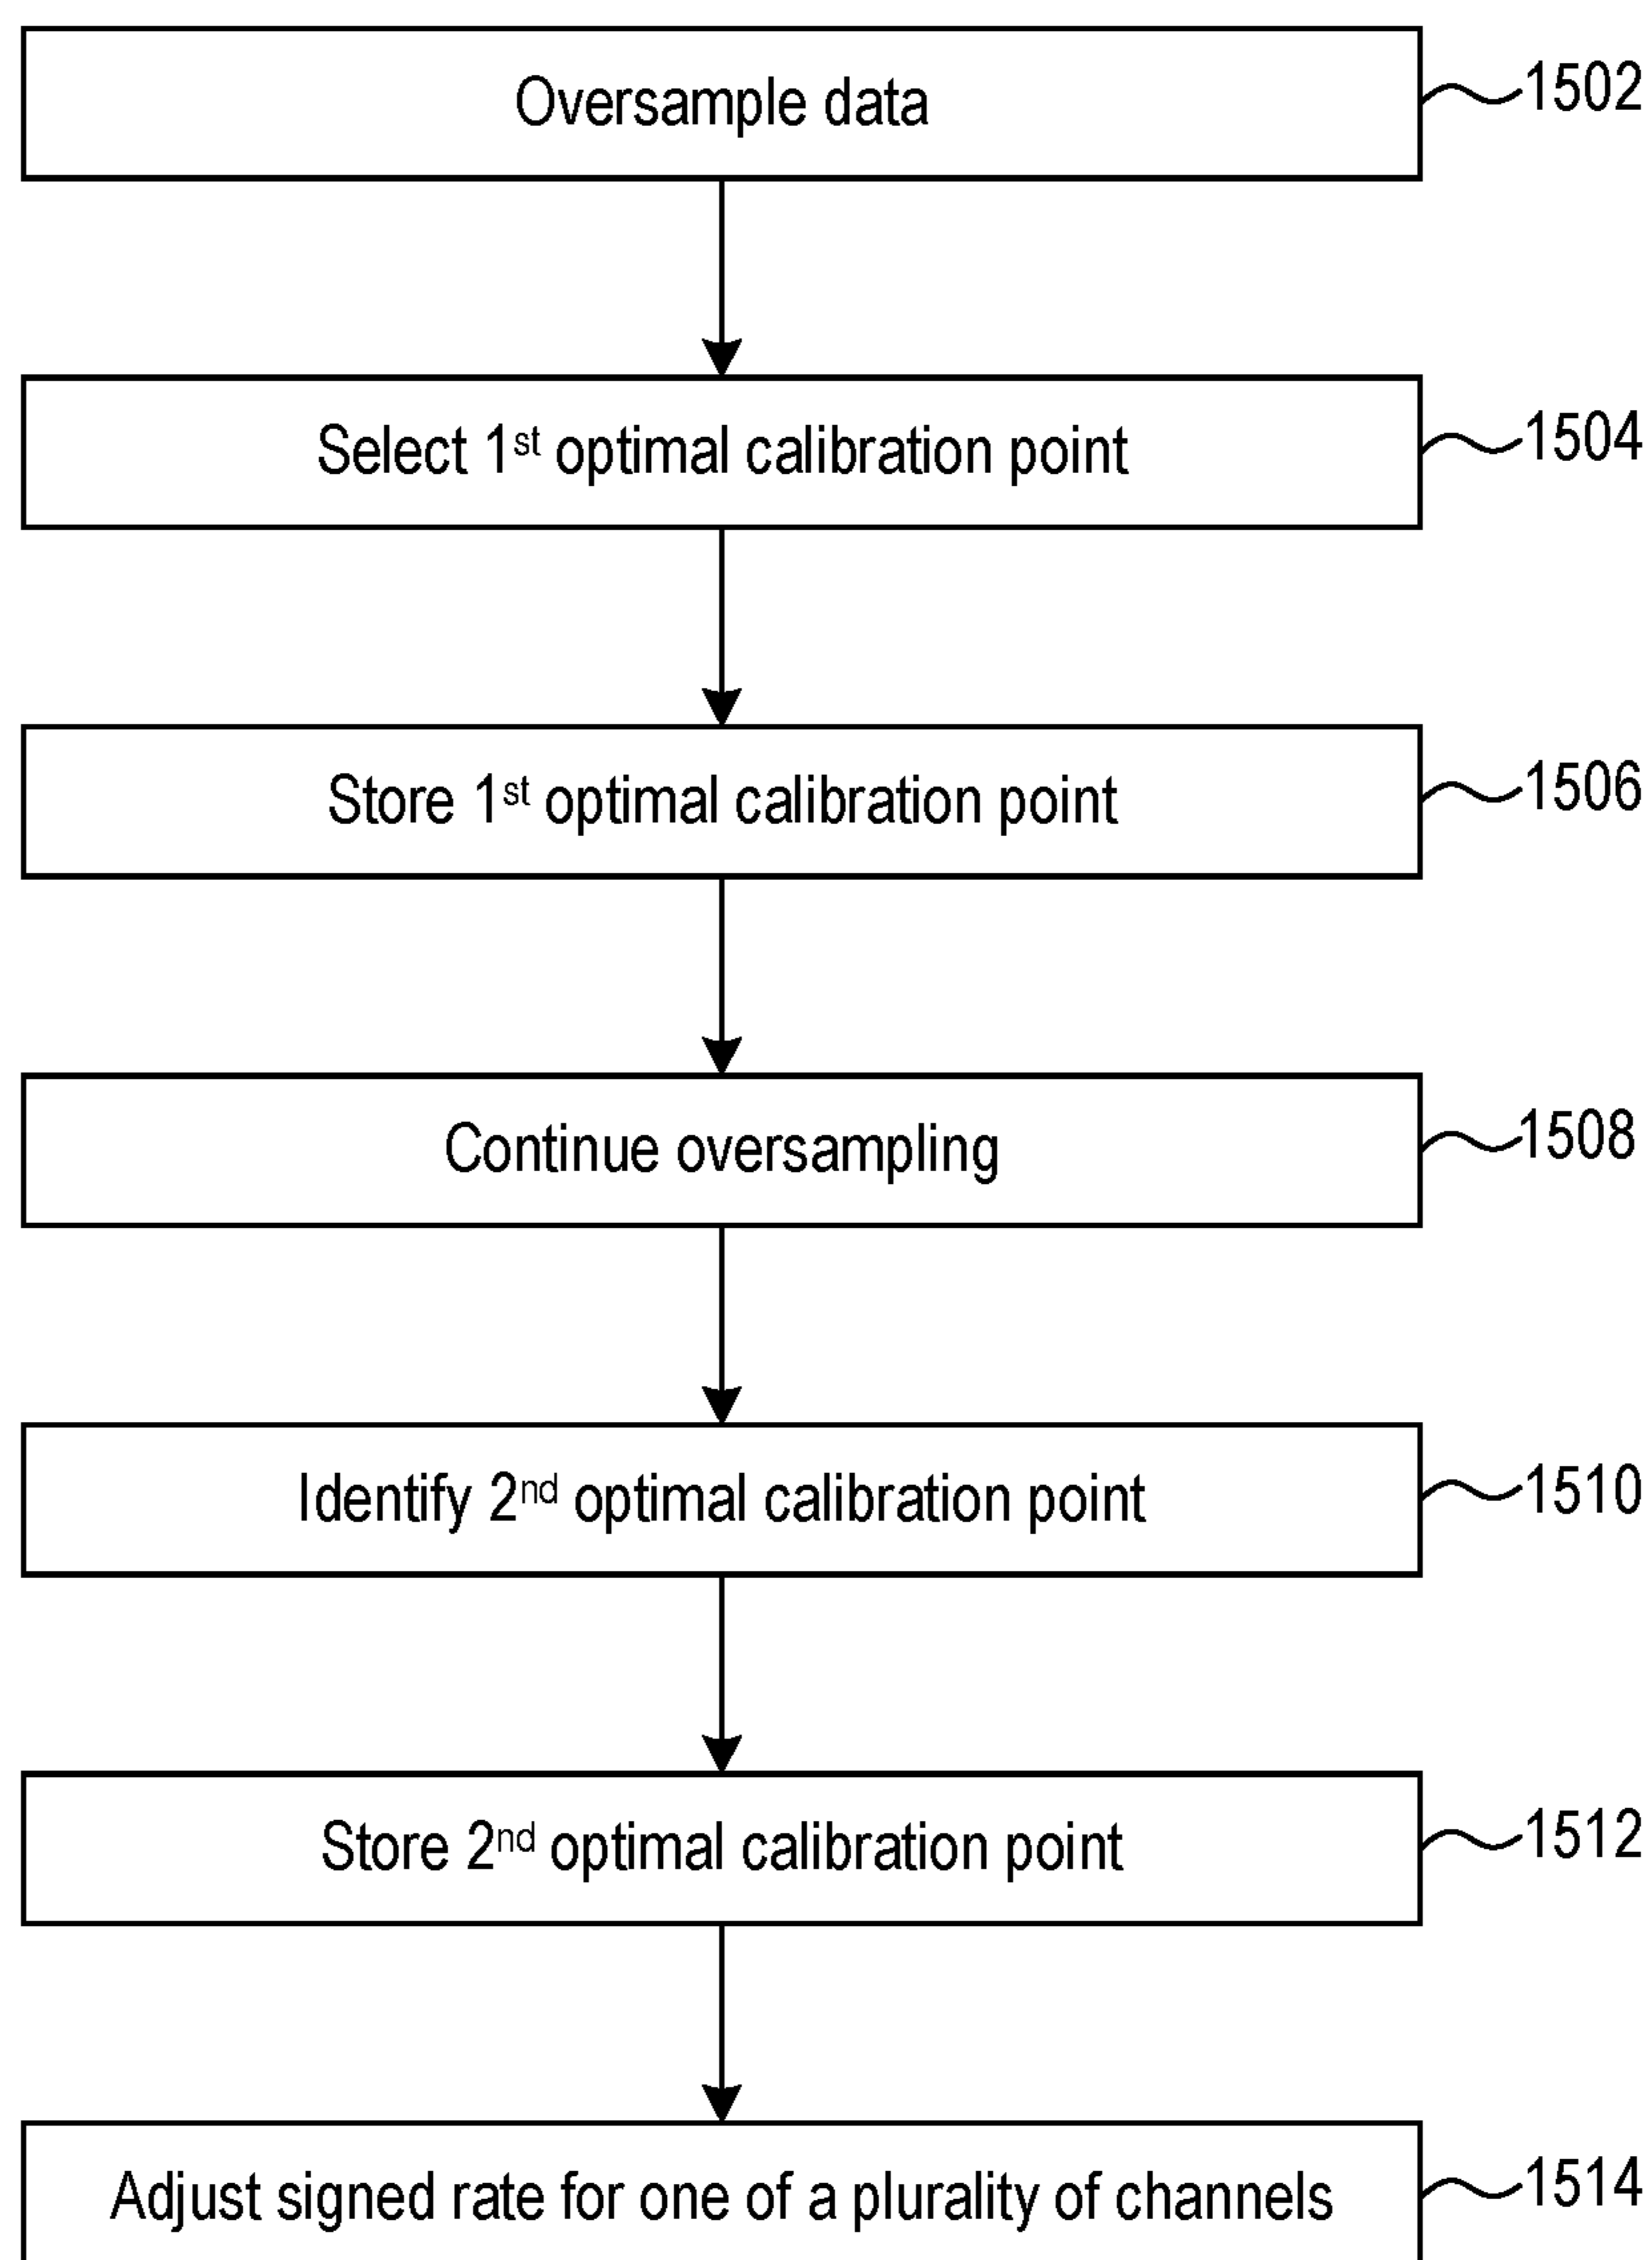 Oversample data 1502
Select 1st optimal calibration point 1504
Store 1st optimal calibration point 1506
Continue oversampling 1508
Identify 2nd optimal calibration point 1510
Store 2nd optimal calibration point 1512
Adjust signed rate for one of a plurality of channels 1514